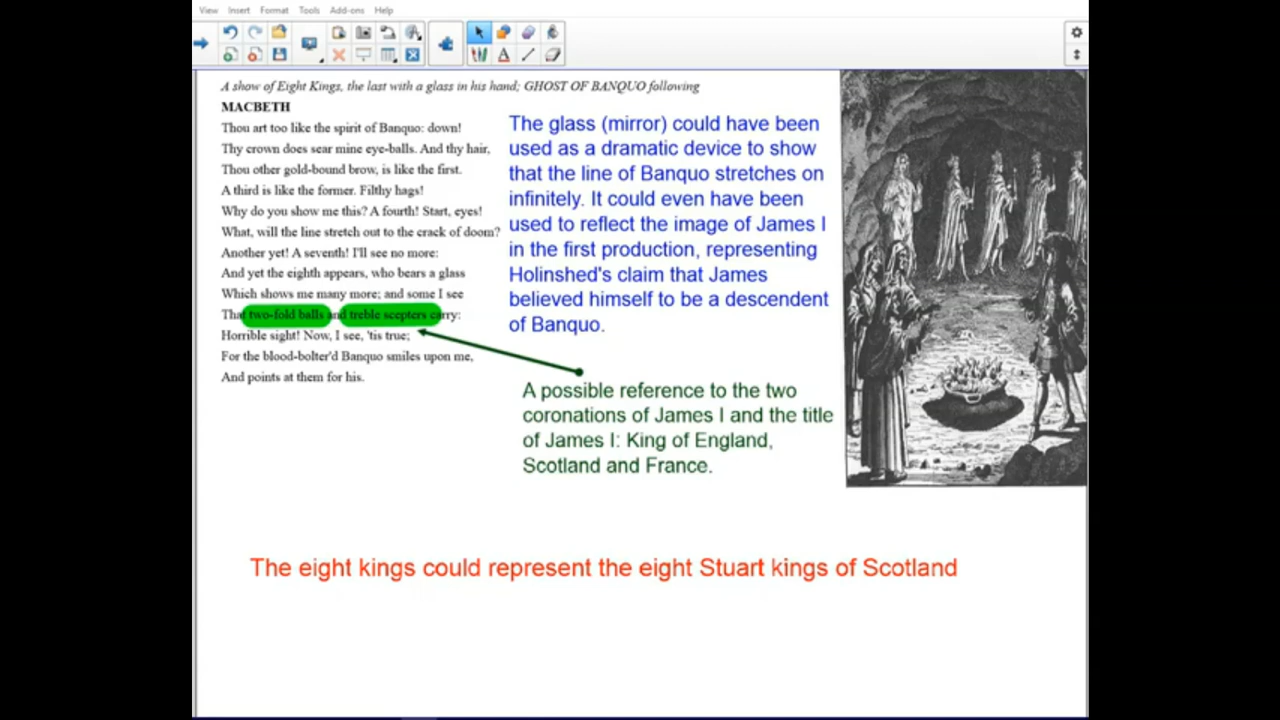 View Insert Format Tools Add-ons Help
A show of Eight Kings, the last with a glass in his hand; GHOST OF BANQUO following
MACBETH
Thou art too like the spirit of Banquo: down!
Thy crown does sear mine eye-balls. And thy hair,
Thou other gold-bound brow, is like the first.
A third is like the former. Filthy hags!
Why do you show me this? A fourth! Start, eyes!
What, will the line stretch out to the crack of doom?
Another yet! A seventh! I'll see no more:
And yet the eighth appears, who bears a glass
Which shows me many more; and some I see
That two-fold balls and treble scepters carry:
Horrible sight! Now, I see, 'tis true;
For the blood-bolter'd Banquo smiles upon me,
And points at them for his.
The glass (mirror) could have been
used as a dramatic device to show
that the line of Banquo stretches on
infinitely. It could even have been
used to reflect the image of James I
in the first production, representing
Holinshed's claim that James
believed himself to be a descendent
of Banquo.
A possible reference to the two
coronations of James I and the title
of James I: King of England,
Scotland and France.
The eight kings could represent the eight Stuart kings of Scotland